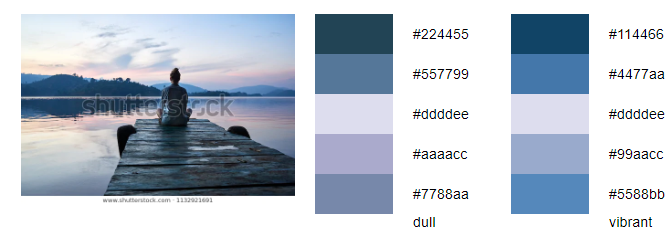 shutterstock
www.shutterstock.com · 1132921691
#224455
#557799
#ddddee
#aaaacc
#7788aa
dull
#114466
#4477aa
#ddddee
#99aacc
#5588bb
vibrant